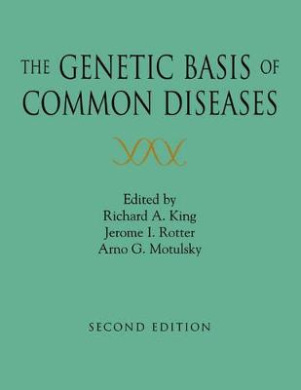 THE GENETIC BASIS OF
COMMON DISEASES
Edited by
Richard A. King
Jerome I. Rotter
Arno G. Motulsky
SECOND EDITION